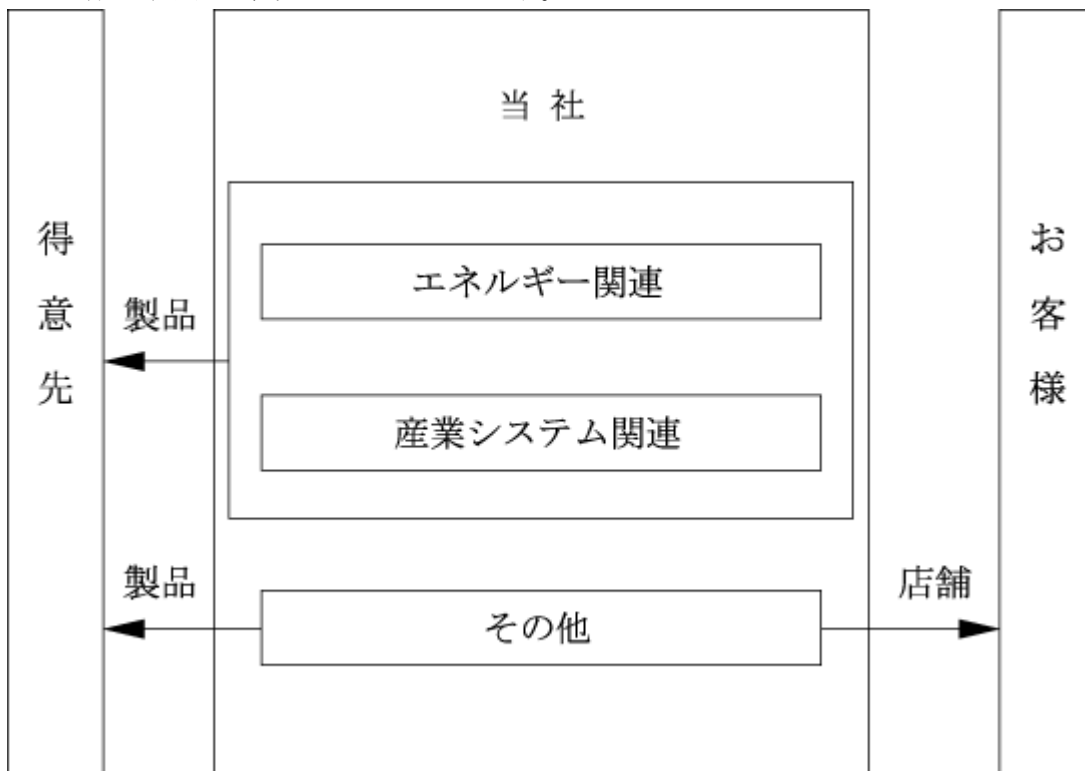 当 社
得意先
製品
エネルギー関連
産業システム関連
お客様
製品
その他
店舗